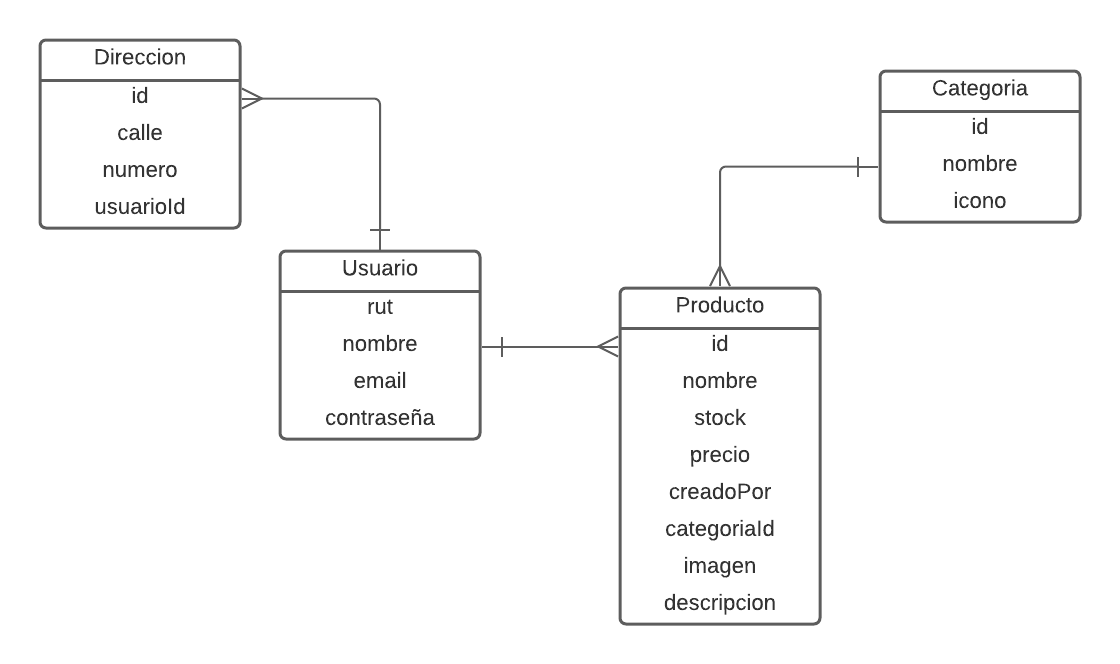 Direccion
id
calle
numero
usuarioId
Usuario
rut
nombre
email
contraseña
Producto
id
nombre
stock
precio
creadoPor
categoriaId
imagen
descripcion
Categoria
id
nombre
icono